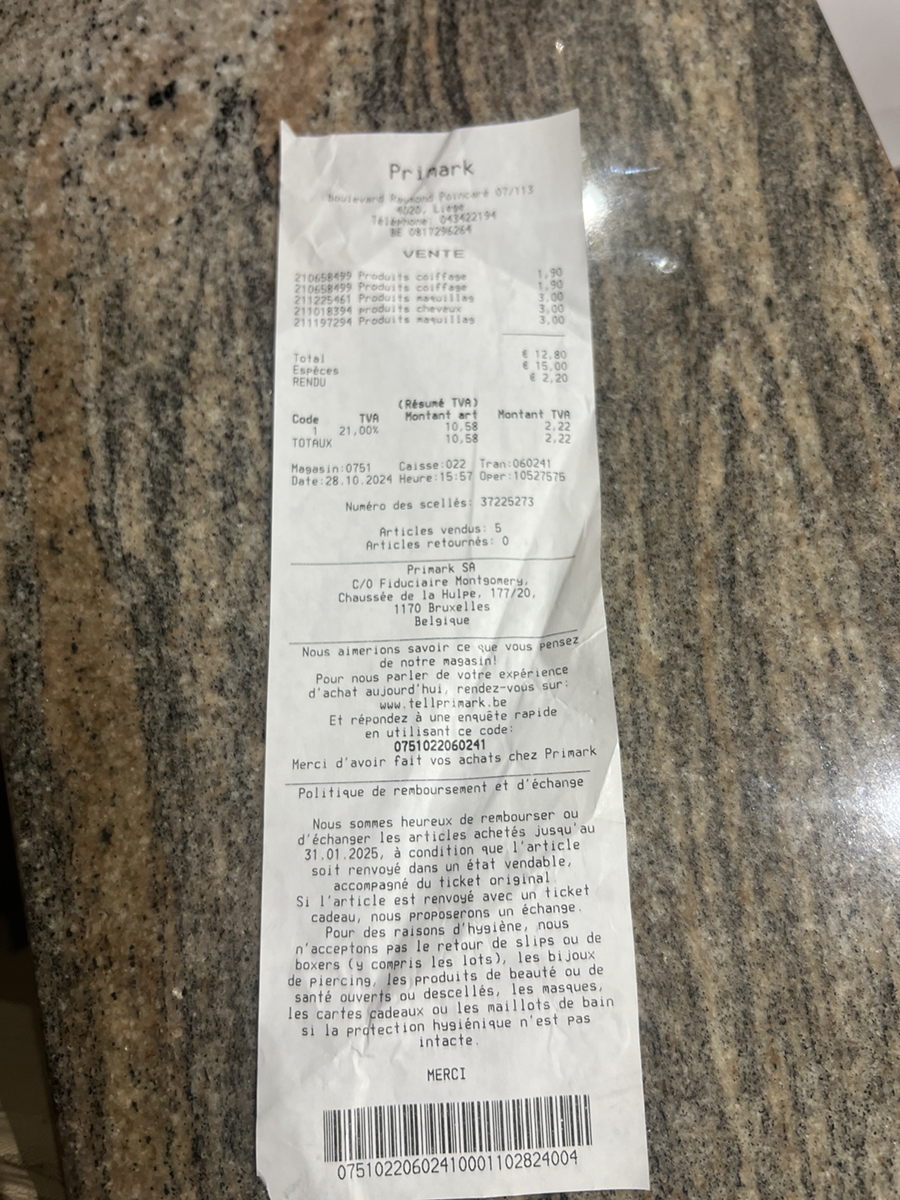 Primark
Boulevard Raymond Poincaré 07/113
4020, Liege
Téléphone: 043422194
BE 0817296264
VENTE
210658499 Produits coiffage 1,90
210658499 Produits coiffage 1,90
211225461 Produits maquillag 3,00
211018394 produits cheveux 3,00
211197294 Produits maquillag 3,00
Total € 12,80
Espéces € 15,00
RENDU € 2,20
(Résumé TVA)
Code TVA Montant art Montant TVA
1 21,00% 10,58 2,22
TOTAUX 10,58 2,22
Magasin:0751 Caisse:022 Tran:060241
Date:28.10.2024 Heure:15:57 Oper:10527575
Numéro des scellés: 37225273
Articles vendus: 5
Articles retournés: 0
Primark SA
C/O Fiduciaire Montgomery,
Chaussée de la Hulpe, 177/20,
1170 Bruxelles
Belgique
Nous aimerions savoir ce que vous pensez
de notre magasin!
Pour nous parler de votre expérience
d'achat aujourd'hui, rendez-vous sur:
www.tellprimark.be
Et répondez à une enquête rapide
en utilisant ce code:
0751022060241
Merci d'avoir fait vos achats chez Primark
Politique de remboursement et d'échange
Nous sommes heureux de rembourser ou
d'échanger les articles achetés jusqu'au
31.01.2025, à condition que l'article
soit renvoyé dans un état vendable,
accompagné du ticket original
Si l'article est renvoyé avec un ticket
cadeau, nous proposerons un échange.
Pour des raisons d'hygiène, nous
n'acceptons pas le retour de slips ou de
boxers (y compris les lots), les bijoux
de piercing, les produits de beauté ou de
santé ouverts ou descellés, les masques,
les cartes cadeaux ou les maillots de bain
si la protection hygiénique n'est pas
intacte.
MERCI
07510220602410001102824004